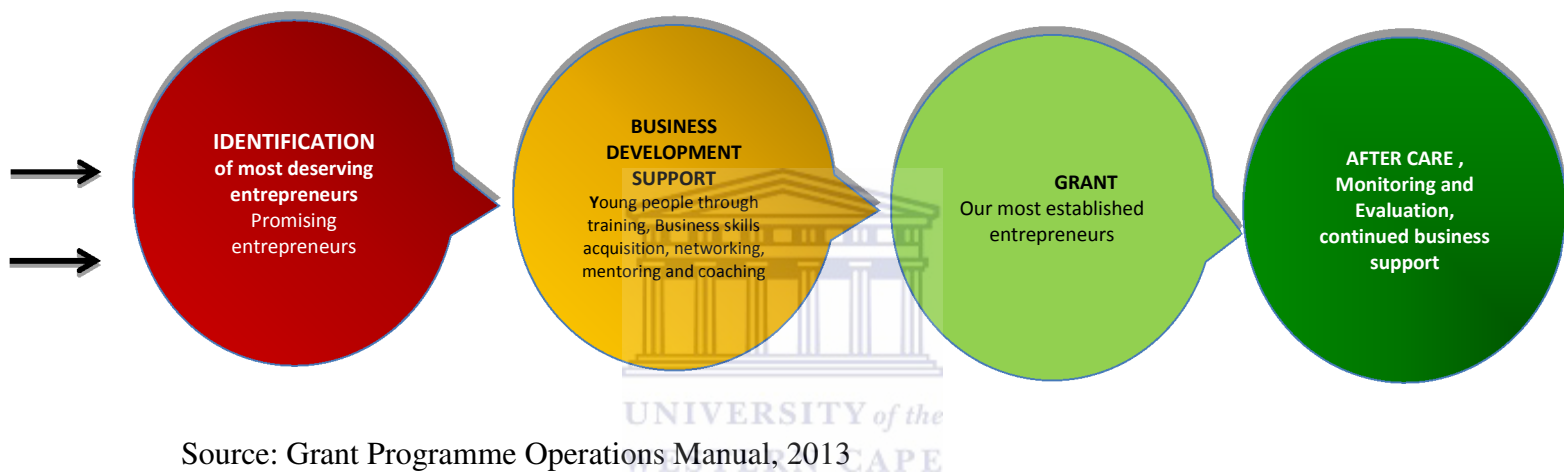 IDENTIFICATION
of most deserving
entrepreneurs
Promising
entrepreneurs
BUSINESS
DEVELOPMENT
SUPPORT
Young people through
training, Business skills
acquisition, networking,
mentoring and coaching
GRANT
Our most established
entrepreneurs
AFTER CARE ,
Monitoring and
Evaluation,
continued business
support
UNIVERSITY of the
WESTERN CAPE
Source: Grant Programme Operations Manual, 2013